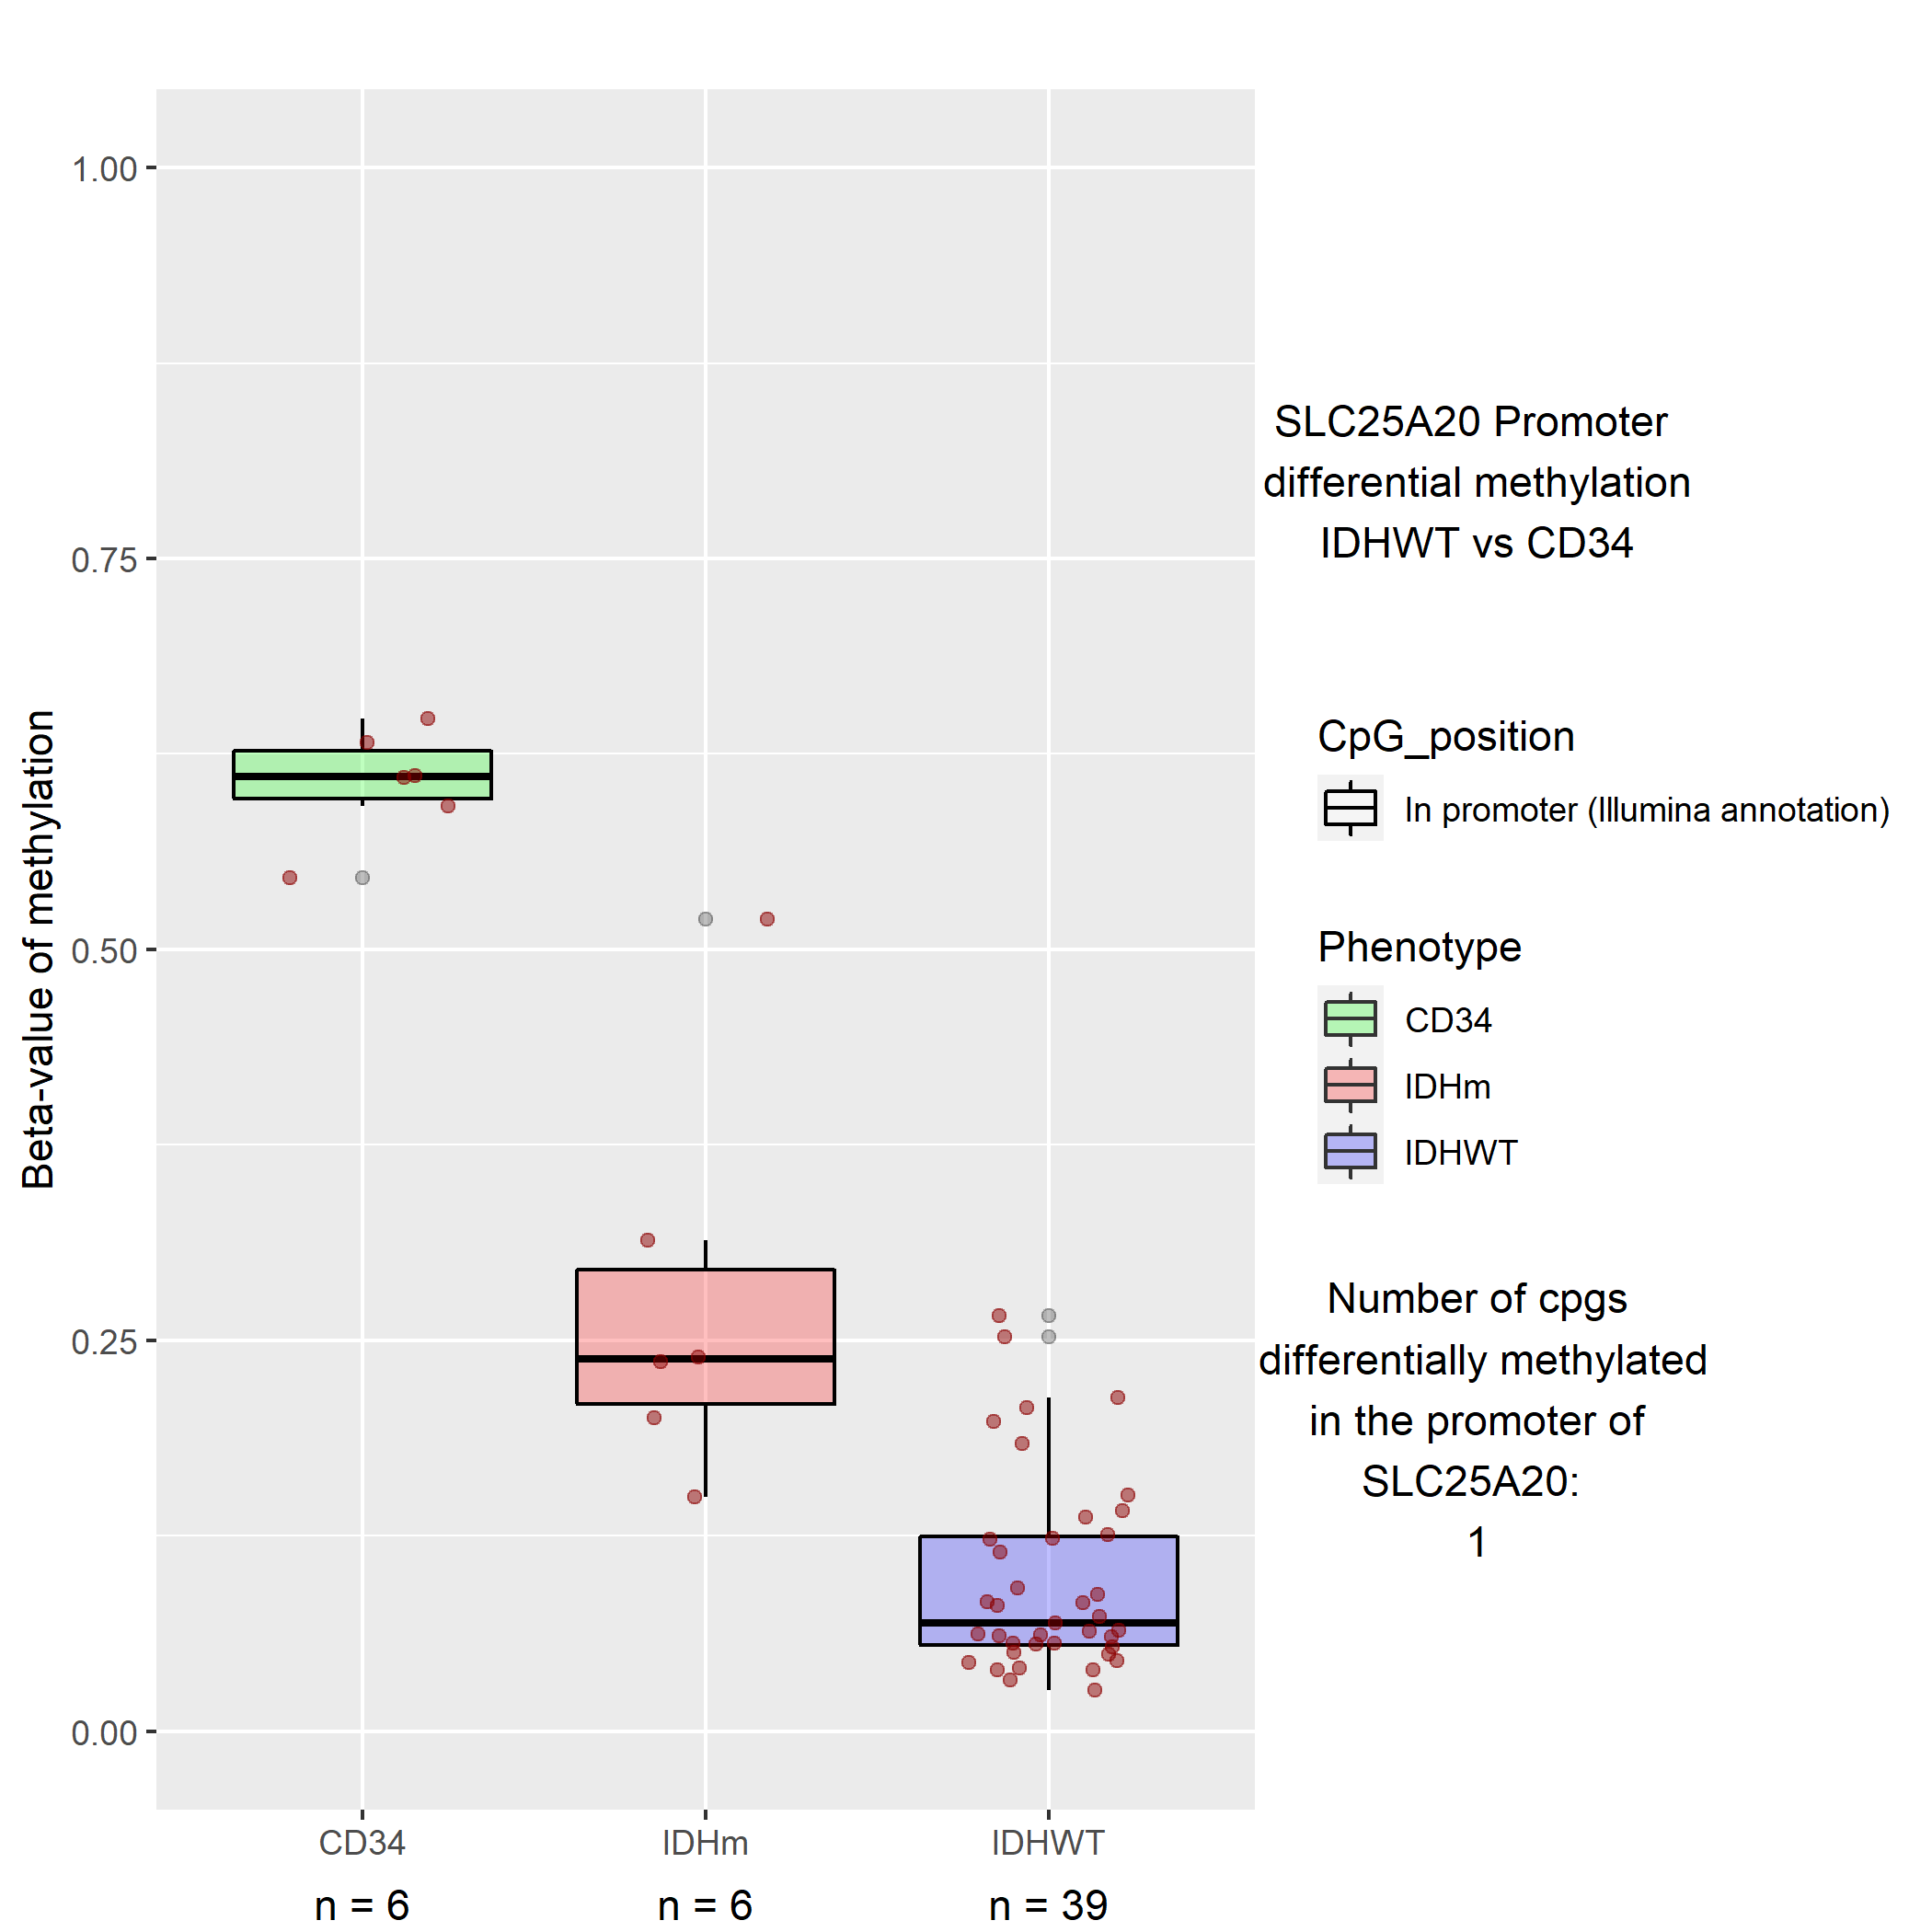 1.00
0.75
0.50
0.25
0.00
Beta-value of methylation
CD34
IDHm
IDHWT
n = 6
n = 6
n = 39
SLC25A20 Promoter
differential methylation
IDHWT vs CD34
CpG_position
In promoter (Illumina annotation)
Phenotype
CD34
IDHm
IDHWT
Number of cpgs
differentially methylated
in the promoter of
SLC25A20:
1